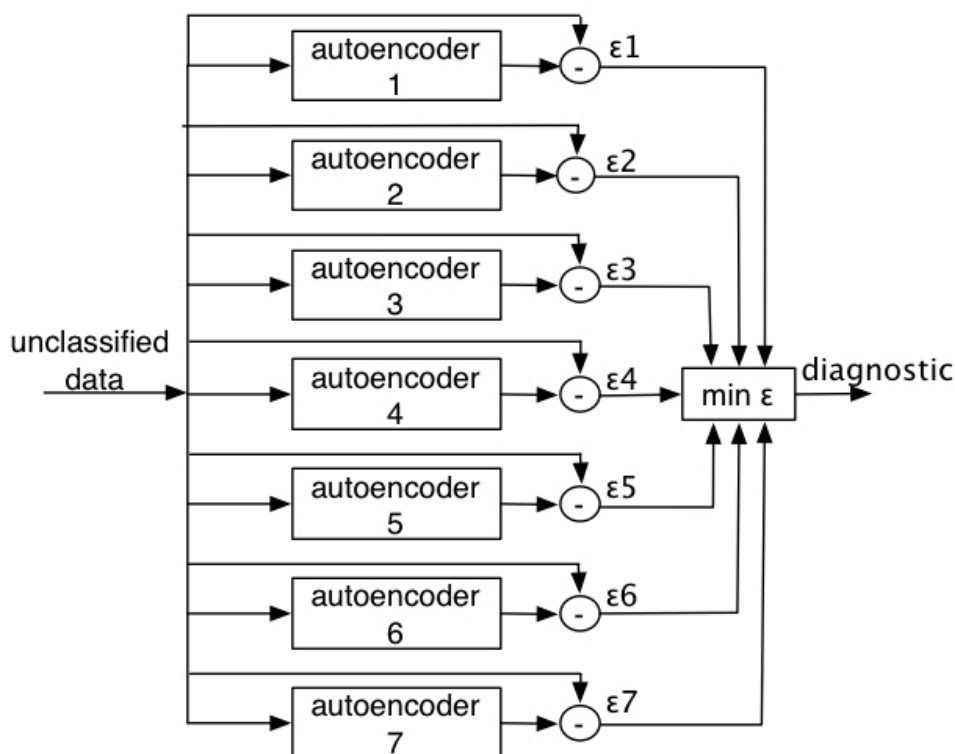 autoencoder
1
-
ε1
autoencoder
2
-
ε2
autoencoder
3
-
ε3
unclassified
data
autoencoder
4
-
ε4
min ε
diagnostic
autoencoder
5
-
ε5
autoencoder
6
-
ε6
autoencoder
7
-
ε7